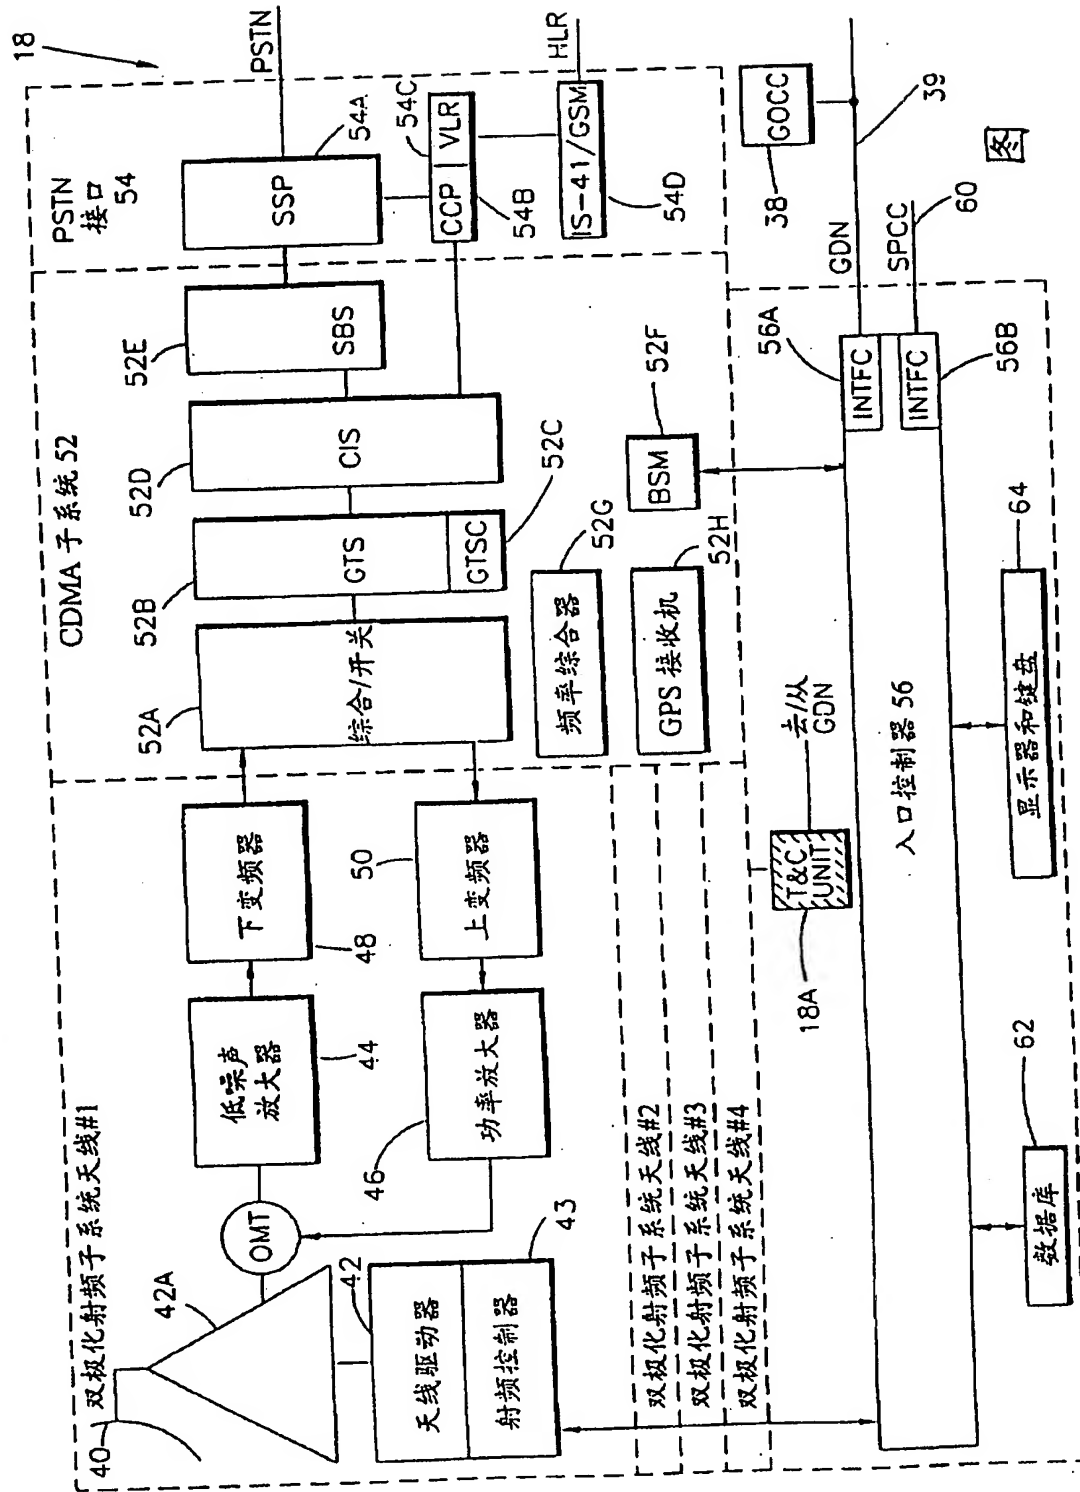 双极化射频子系统天线#1
CDMA 子系统 52
PSTN
接口
54
18
40
42A
OMT
42
天线驱动器
射频控制器
43
低噪声
放大器
44
下变频器
48
46
功率放大器
50
上变频器
52A
综合/开关
52B
GTS
GTSC
52C
52D
CIS
52E
SBS
SSP
54A
PSTN
CCP
VLR
54C
54B
IS-41/GSM
54D
HLR
频率综合器
52G
GPS 接收机
52H
BSM
52F
双极化射频子系统天线#2
双极化射频子系统天线#3
双极化射频子系统天线#4
T&C
UNIT
18A
去/从
GDN
GOCC
38
39
56A
INTFC
GDN
INTFC
SPCC
56B
60
入口控制器 56
数据库
62
显示器和键盘
64
图